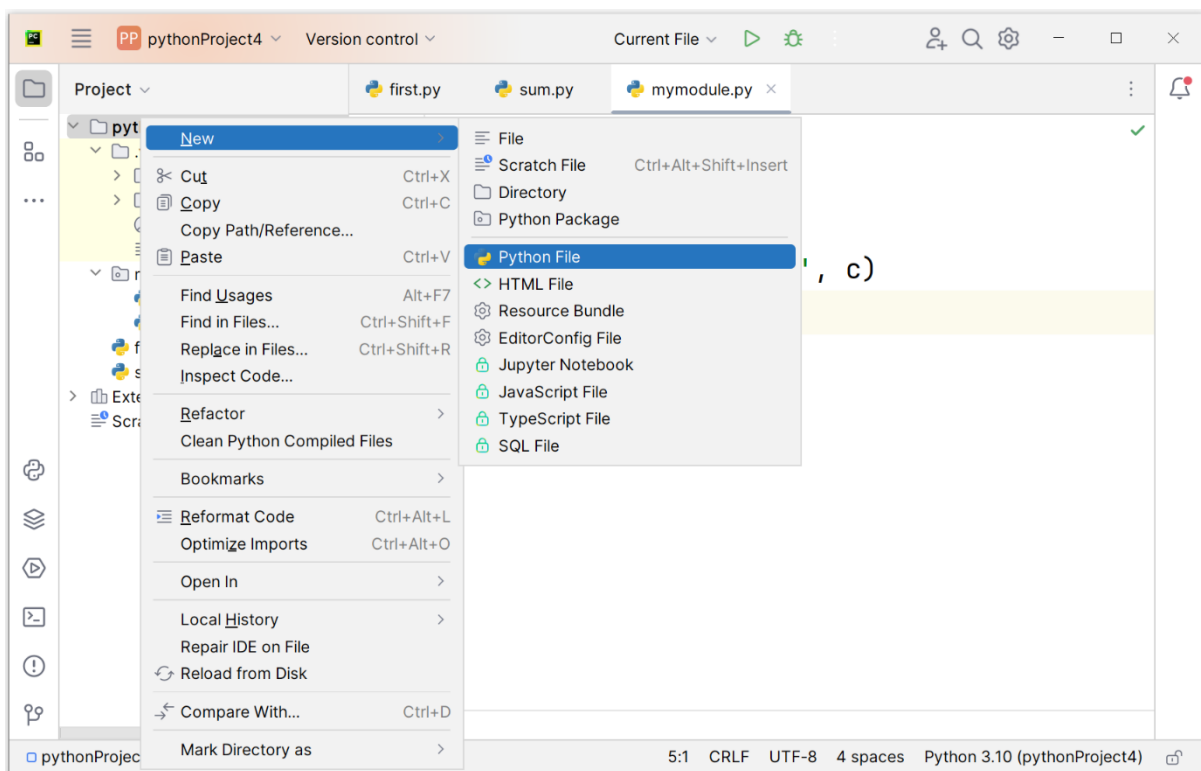 PC
PP pythonProject4 Version control Current File
Project first.py sum.py mymodule.py
pyt
New
Cut Ctrl+X
Copy Ctrl+C
Copy Path/Reference...
Paste Ctrl+V
Find Usages Alt+F7
Find in Files... Ctrl+Shift+F
Replace in Files... Ctrl+Shift+R
Inspect Code...
Refactor
Clean Python Compiled Files
Bookmarks
Reformat Code Ctrl+Alt+L
Optimize Imports Ctrl+Alt+O
Open In
Local History
Repair IDE on File
Reload from Disk
Compare With... Ctrl+D
Mark Directory as
File
Scratch File Ctrl+Alt+Shift+Insert
Directory
Python Package
Python File
HTML File
Resource Bundle
EditorConfig File
Jupyter Notebook
JavaScript File
TypeScript File
SQL File
', c)
Exte
Scra
pythonProjec 5:1 CRLF UTF-8 4 spaces Python 3.10 (pythonProject4)